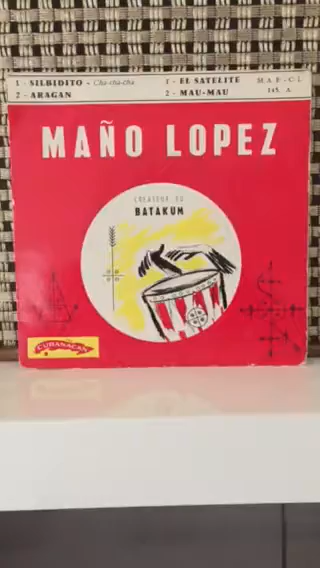 1 - SILBIDITO - Cha-cha-cha
2 - ARAGAN
1 - EL SATELITE
2 - MAU-MAU
M A P - C L
145. A.
MAÑO LOPEZ
CREATEUR DU
BATAKUM
CUBANACAN